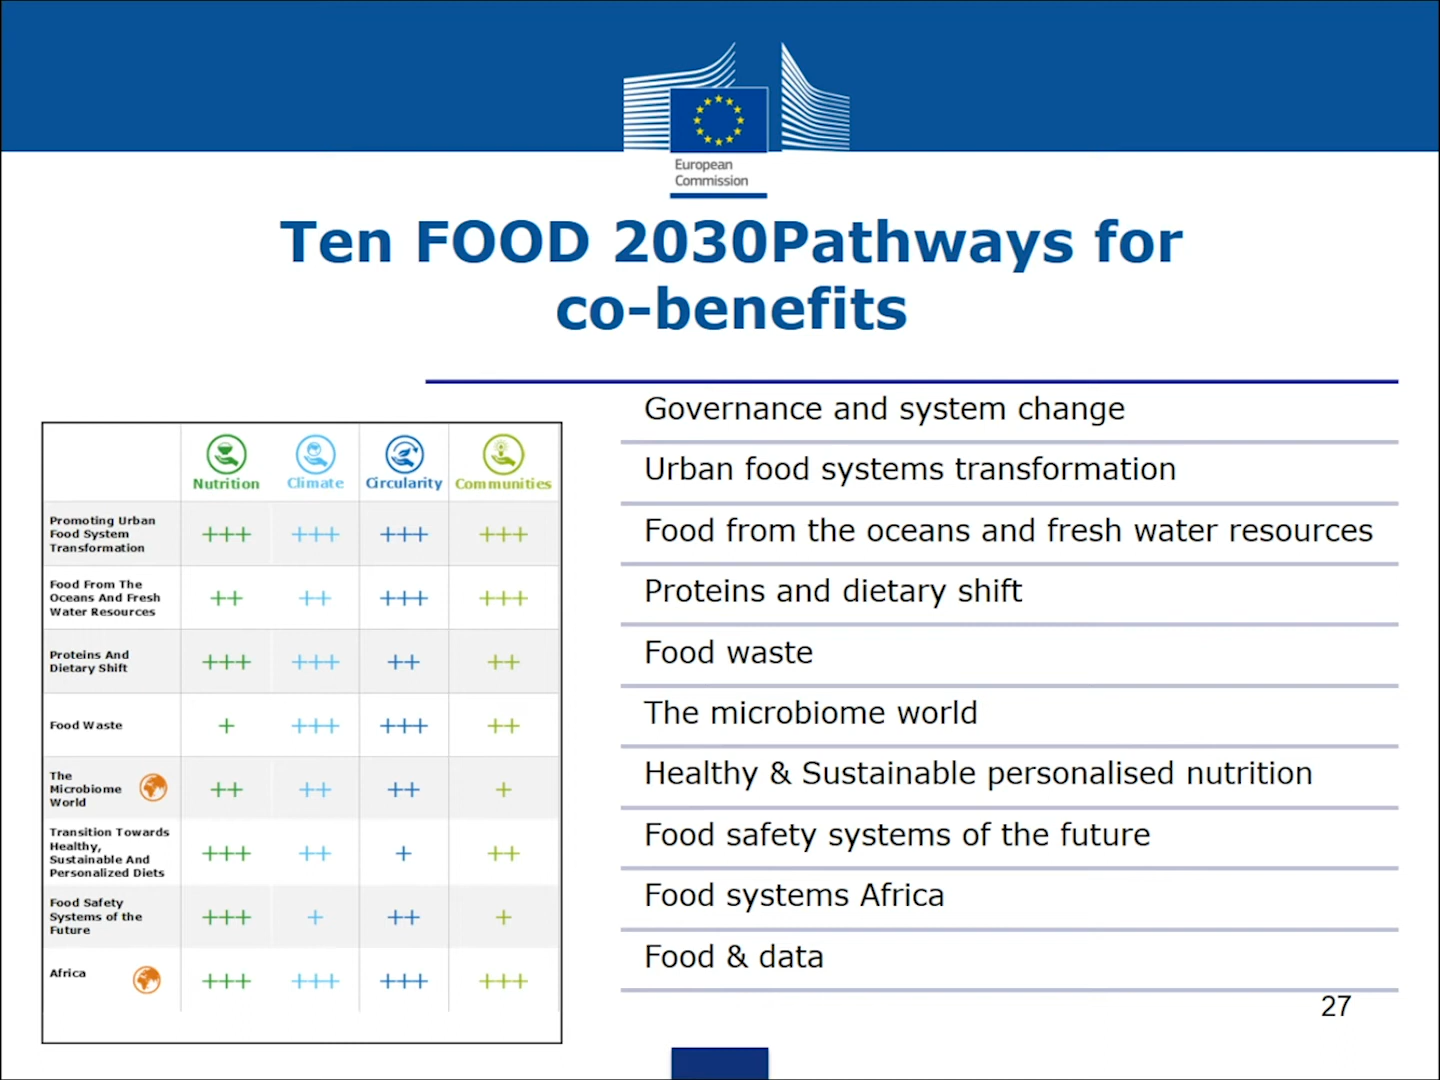 European
Commission
Ten FOOD 2030Pathways for
co-benefits
Nutrition
Climate
Circularity
Communities
Promoting Urban
Food System
Transformation
+++
+++
+++
+++
Food From The
Oceans And Fresh
Water Resources
++
++
+++
+++
Proteins And
Dietary Shift
+++
+++
++
++
Food Waste
+
+++
+++
++
The
Microbiome
World
++
++
++
+
Transition Towards
Healthy,
Sustainable And
Personalized Diets
+++
++
+
++
Food Safety
Systems of the
Future
+++
+
++
+
Africa
+++
+++
+++
+++
Governance and system change
Urban food systems transformation
Food from the oceans and fresh water resources
Proteins and dietary shift
Food waste
The microbiome world
Healthy & Sustainable personalised nutrition
Food safety systems of the future
Food systems Africa
Food & data
27